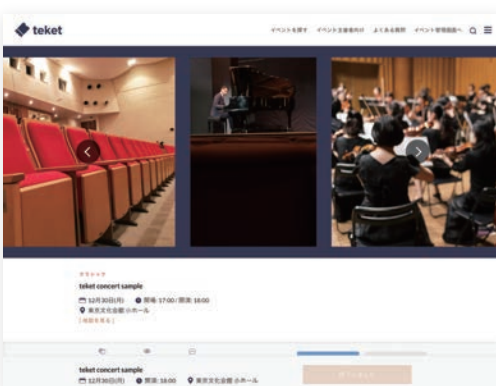 teket
イベントを探す イベント主催者向け よくある質問 イベント管理画面へ
クラシック
teket concert sample
12月30日(月) 開場: 17:00 / 開演: 18:00
東京文化会館 小ホール
[地図を見る]
teket concert sample
12月30日(月) 開演: 18:00 東京文化会館 小ホール